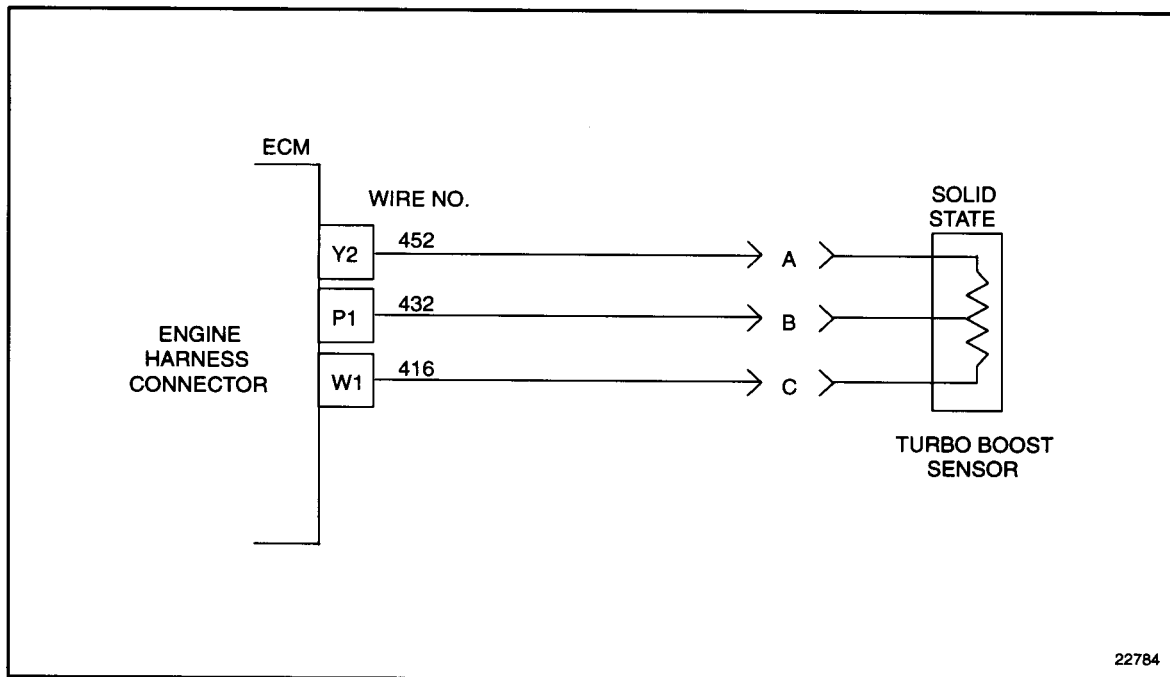 ECM
WIRE NO.
SOLID
STATE
Y2
452
A
P1
432
B
ENGINE
HARNESS
CONNECTOR
W1
416
C
TURBO BOOST
SENSOR
22784